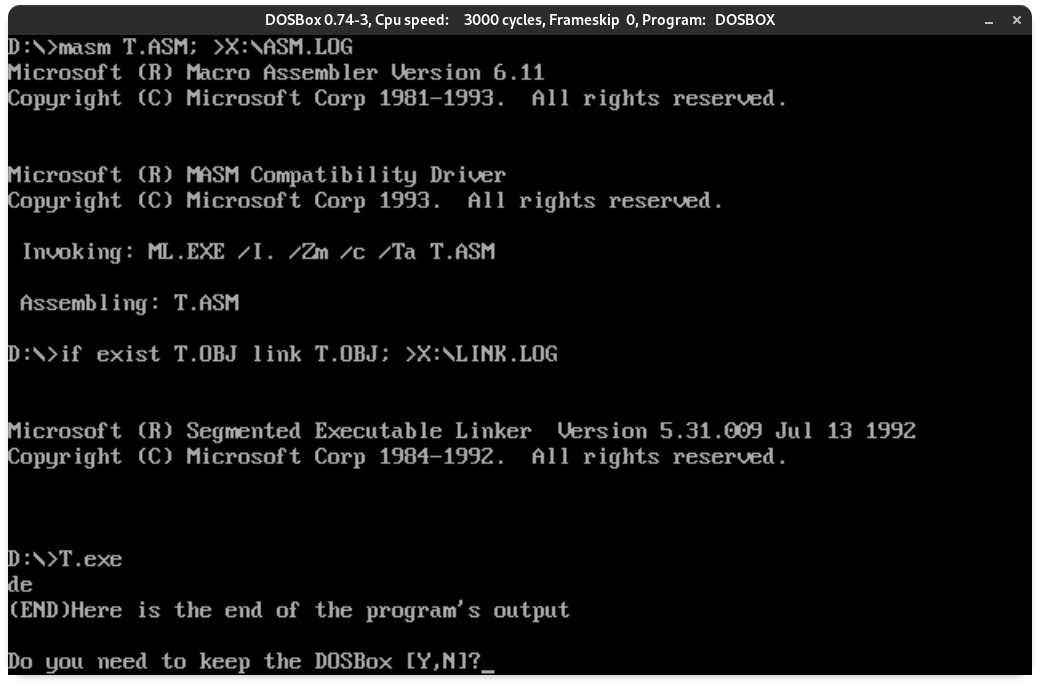 DOSBox 0.74-3, Cpu speed:    3000 cycles, Frameskip  0, Program:   DOSBOX
D:\>masm T.ASM; >X:\ASM.LOG
Microsoft (R) Macro Assembler Version 6.11
Copyright (C) Microsoft Corp 1981-1993.  All rights reserved.
Microsoft (R) MASM Compatibility Driver
Copyright (C) Microsoft Corp 1993.  All rights reserved.
 Invoking: ML.EXE /I. /Zm /c /Ta T.ASM
 Assembling: T.ASM
D:\>if exist T.OBJ link T.OBJ; >X:\LINK.LOG
Microsoft (R) Segmented Executable Linker  Version 5.31.009 Jul 13 1992
Copyright (C) Microsoft Corp 1984-1992.  All rights reserved.
D:\>T.exe
de
(END)Here is the end of the program's output
Do you need to keep the DOSBox [Y,N]?_